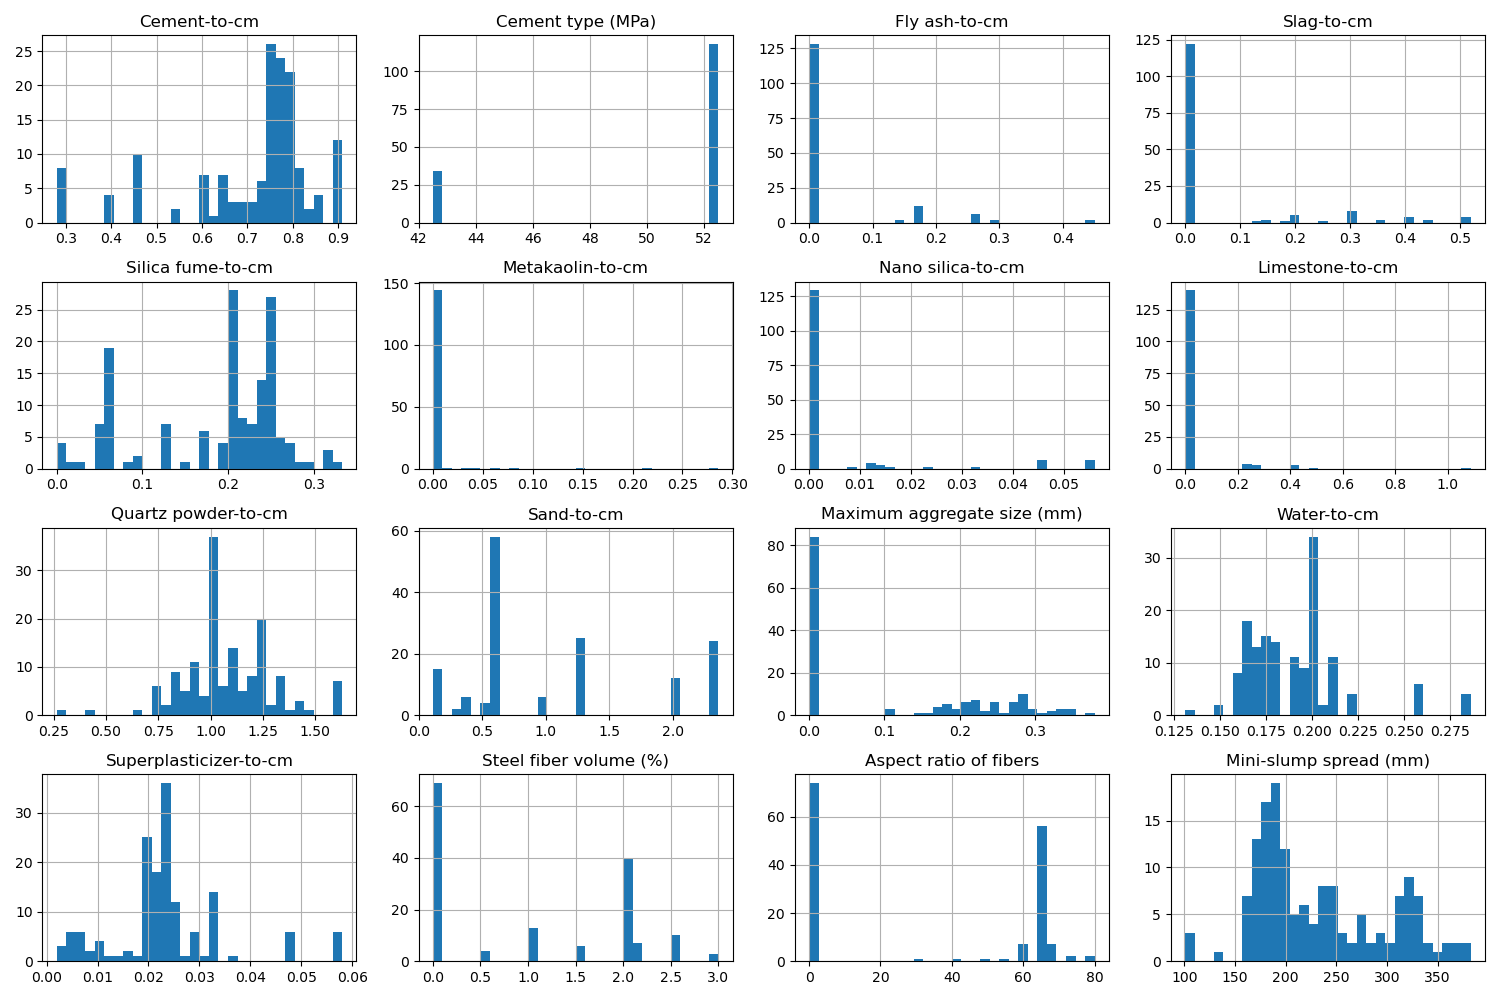 Cement-to-cm Cement type (MPa) Fly ash-to-cm Slag-to-cm
25 20 15 10 5 0
0.3 0.4 0.5 0.6 0.7 0.8 0.9
100 75 50 25 0
42 44 46 48 50 52
125 100 75 50 25 0
0.0 0.1 0.2 0.3 0.4
125 100 75 50 25 0
0.0 0.1 0.2 0.3 0.4 0.5
Silica fume-to-cm Metakaolin-to-cm Nano silica-to-cm Limestone-to-cm
25 20 15 10 5 0
0.0 0.1 0.2 0.3
150 100 50 0
0.00 0.05 0.10 0.15 0.20 0.25 0.30
125 100 75 50 25 0
0.00 0.01 0.02 0.03 0.04 0.05
125 100 75 50 25 0
0.0 0.2 0.4 0.6 0.8 1.0
Quartz powder-to-cm Sand-to-cm Maximum aggregate size (mm) Water-to-cm
30 20 10 0
0.25 0.50 0.75 1.00 1.25 1.50
60 40 20 0
0.0 0.5 1.0 1.5 2.0
80 60 40 20 0
0.0 0.1 0.2 0.3
30 20 10 0
0.125 0.150 0.175 0.200 0.225 0.250 0.275
Superplasticizer-to-cm Steel fiber volume (%) Aspect ratio of fibers Mini-slump spread (mm)
30 20 10 0
0.00 0.01 0.02 0.03 0.04 0.05 0.06
60 40 20 0
0.0 0.5 1.0 1.5 2.0 2.5 3.0
60 40 20 0
0 20 40 60 80
15 10 5 0
100 150 200 250 300 350